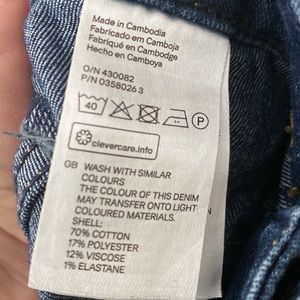 Made in Cambodia
Fabricado em Camboja
Fabriqué en Cambodge
Hecho en Camboya
O/N 430082
P/N 0358026 3
40
P
clevercare.info
GB WASH WITH SIMILAR
COLOURS
THE COLOUR OF THIS DENIM
MAY TRANSFER ONTO LIGHT
COLOURED MATERIALS.
SHELL:
70% COTTON
17% POLYESTER
12% VISCOSE
1% ELASTANE